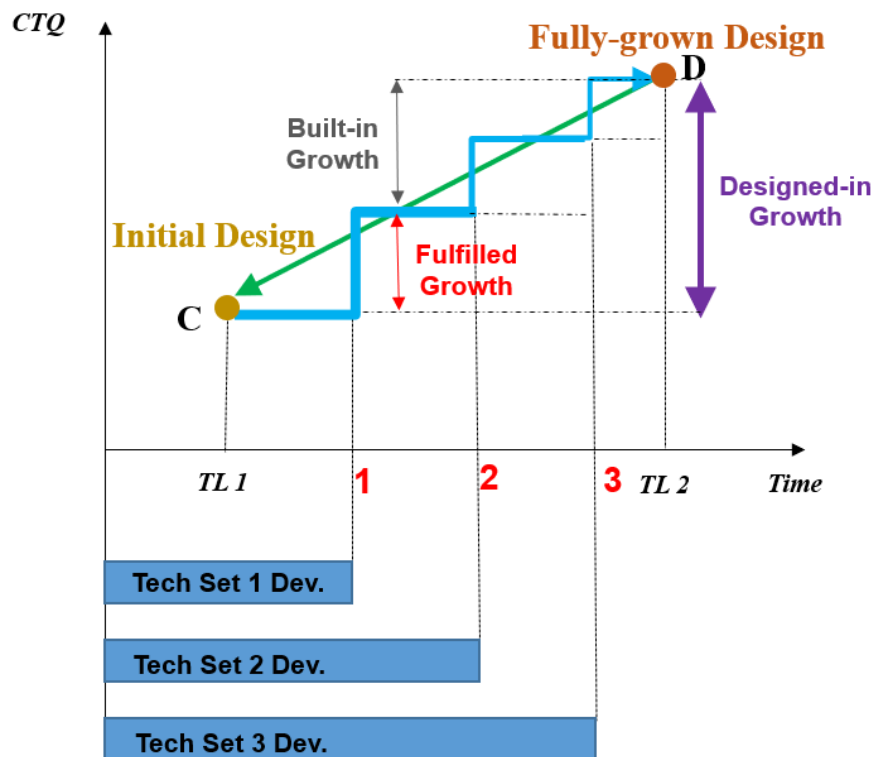 CTQ
Fully-grown Design
D
Built-in
Growth
Designed-in
Growth
Initial Design
Fulfilled
Growth
C
TL 1
1
2
3
TL 2
Time
Tech Set 1 Dev.
Tech Set 2 Dev.
Tech Set 3 Dev.